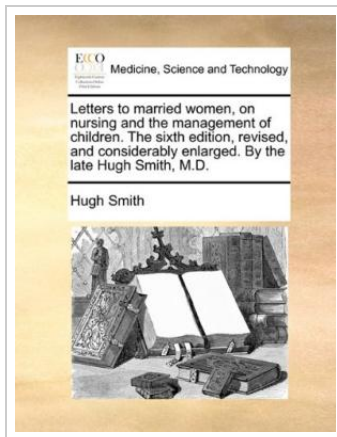 ECCO
Medicine, Science and Technology
Letters to married women, on
nursing and the management of
children. The sixth edition, revised,
and considerably enlarged. By the
late Hugh Smith, M.D.
Hugh Smith